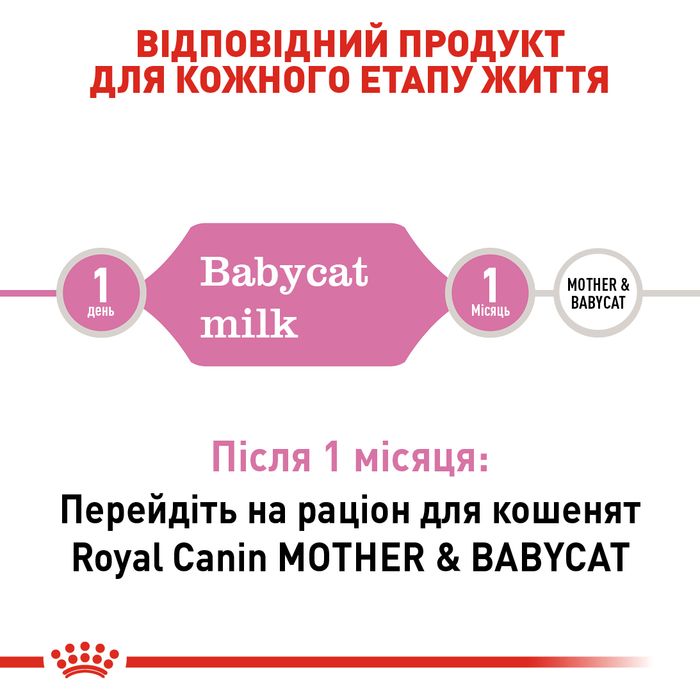 ВІДПОВІДНИЙ ПРОДУКТ
ДЛЯ КОЖНОГО ЕТАПУ ЖИТТЯ
1
день
Babycat
milk
1
Місяць
MOTHER &
BABYCAT
Після 1 місяця:
Перейдіть на раціон для кошенят
Royal Canin MOTHER & BABYCAT